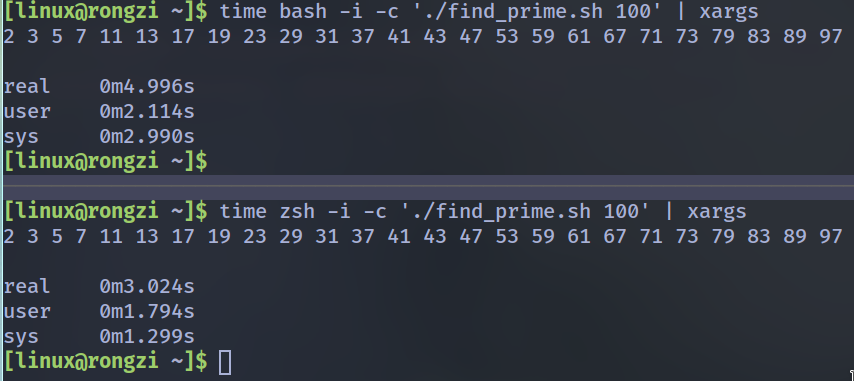 [linux@rongzi ~]$ time bash -i -c './find_prime.sh 100' | xargs
2 3 5 7 11 13 17 19 23 29 31 37 41 43 47 53 59 61 67 71 73 79 83 89 97
real 0m4.996s
user 0m2.114s
sys 0m2.990s
[linux@rongzi ~]$
[linux@rongzi ~]$ time zsh -i -c './find_prime.sh 100' | xargs
2 3 5 7 11 13 17 19 23 29 31 37 41 43 47 53 59 61 67 71 73 79 83 89 97
real 0m3.024s
user 0m1.794s
sys 0m1.299s
[linux@rongzi ~]$